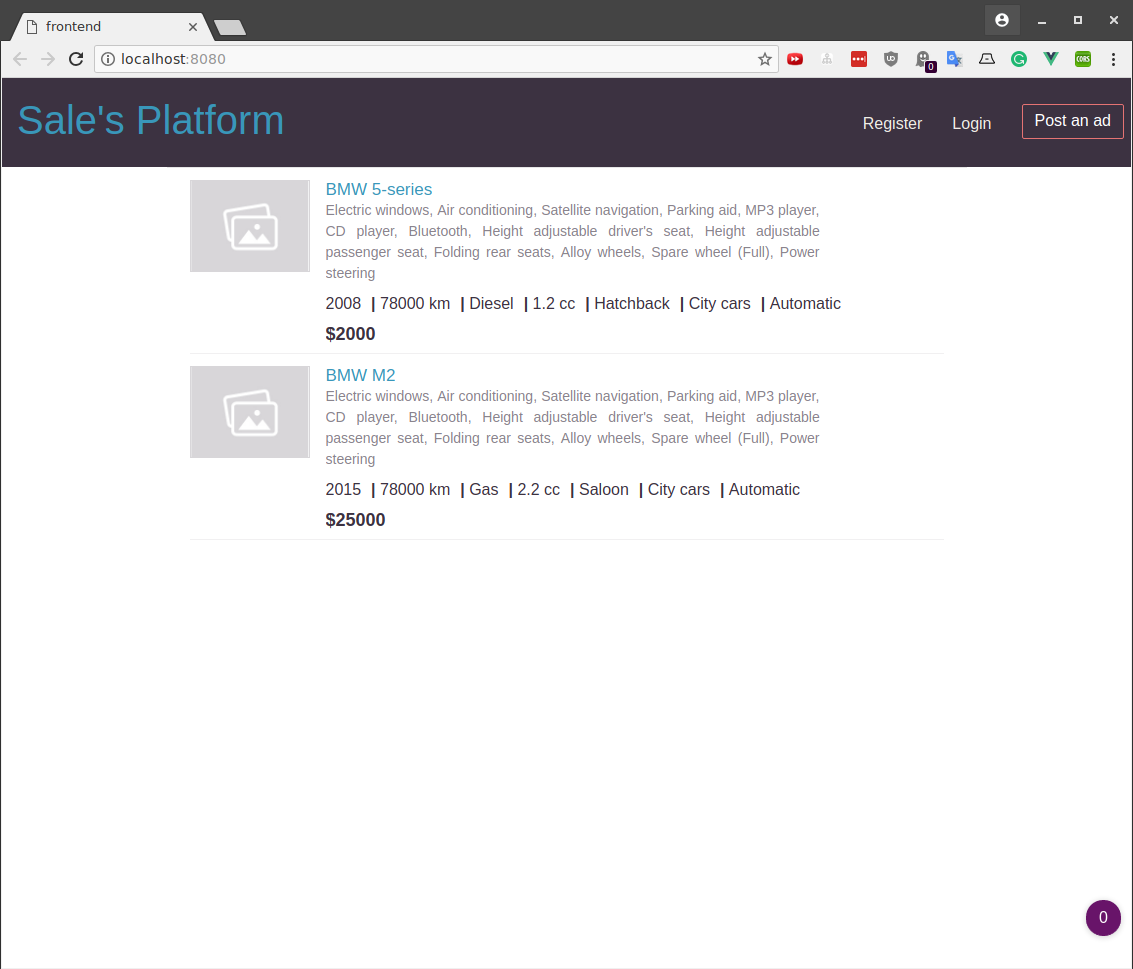 frontend
localhost:8080
UD
0
G
CORS
Sale's Platform
Register Login Post an ad
BMW 5-series
Electric windows, Air conditioning, Satellite navigation, Parking aid, MP3 player,
CD player, Bluetooth, Height adjustable driver's seat, Height adjustable
passenger seat, Folding rear seats, Alloy wheels, Spare wheel (Full), Power
steering
2008 | 78000 km | Diesel | 1.2 cc | Hatchback | City cars | Automatic
$2000
BMW M2
Electric windows, Air conditioning, Satellite navigation, Parking aid, MP3 player,
CD player, Bluetooth, Height adjustable driver's seat, Height adjustable
passenger seat, Folding rear seats, Alloy wheels, Spare wheel (Full), Power
steering
2015 | 78000 km | Gas | 2.2 cc | Saloon | City cars | Automatic
$25000
0